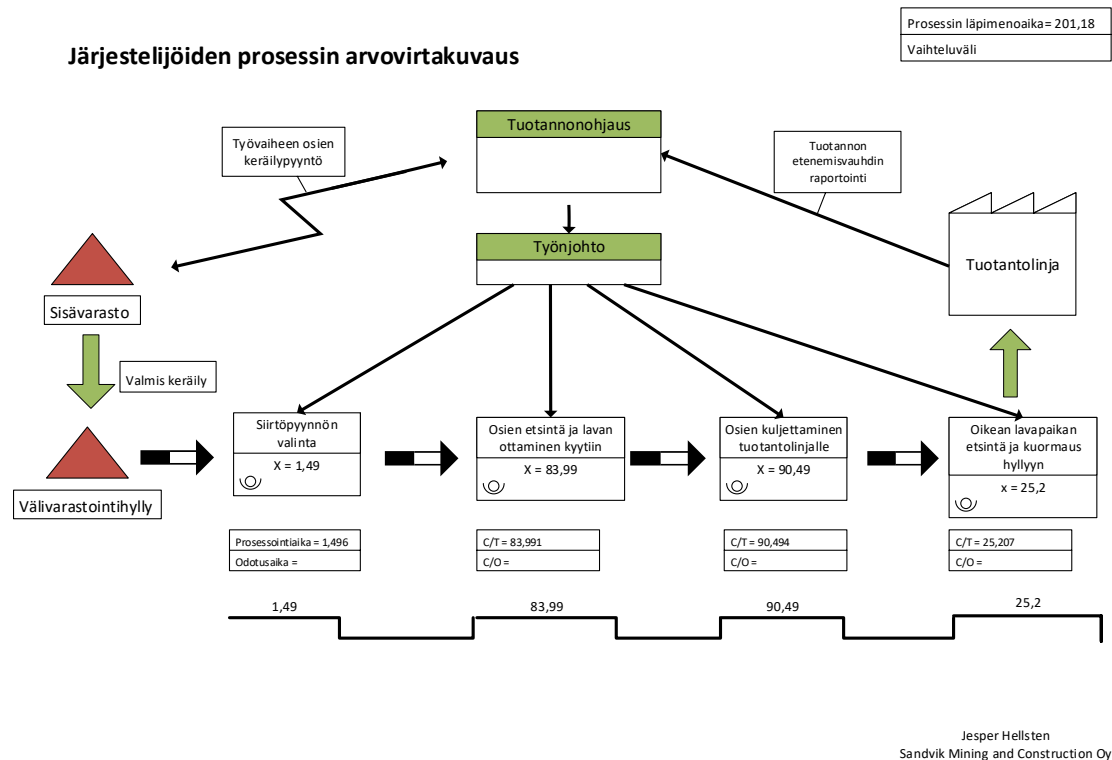 Prosessin läpimenoaika= 201,18
Vaihteluväli
Järjestelijöiden prosessin arvovirtakuvaus
Tuotannonohjaus
Työvaiheen osien
keräilypyyntö
Tuotannon
etenemisvauhdin
raportointi
Työnjohto
Tuotantolinja
Sisävarasto
Valmis keräily
Välivarastointihylly
Siirtöpyynnön
valinta
X = 1,49
Osien etsintä ja lavan
ottaminen kyytiin
X = 83,99
Osien kuljettaminen
tuotantolinjalle
X = 90,49
Oikean lavapaikan
etsintä ja kuormaus
hyllyyn
x = 25,2
Prosessointiaika = 1,496
Odotusaika =
C/T = 83,991
C/O =
C/T = 90,494
C/O =
C/T = 25,207
C/O =
1,49
83,99
90,49
25,2
Jesper Hellsten
Sandvik Mining and Construction Oy